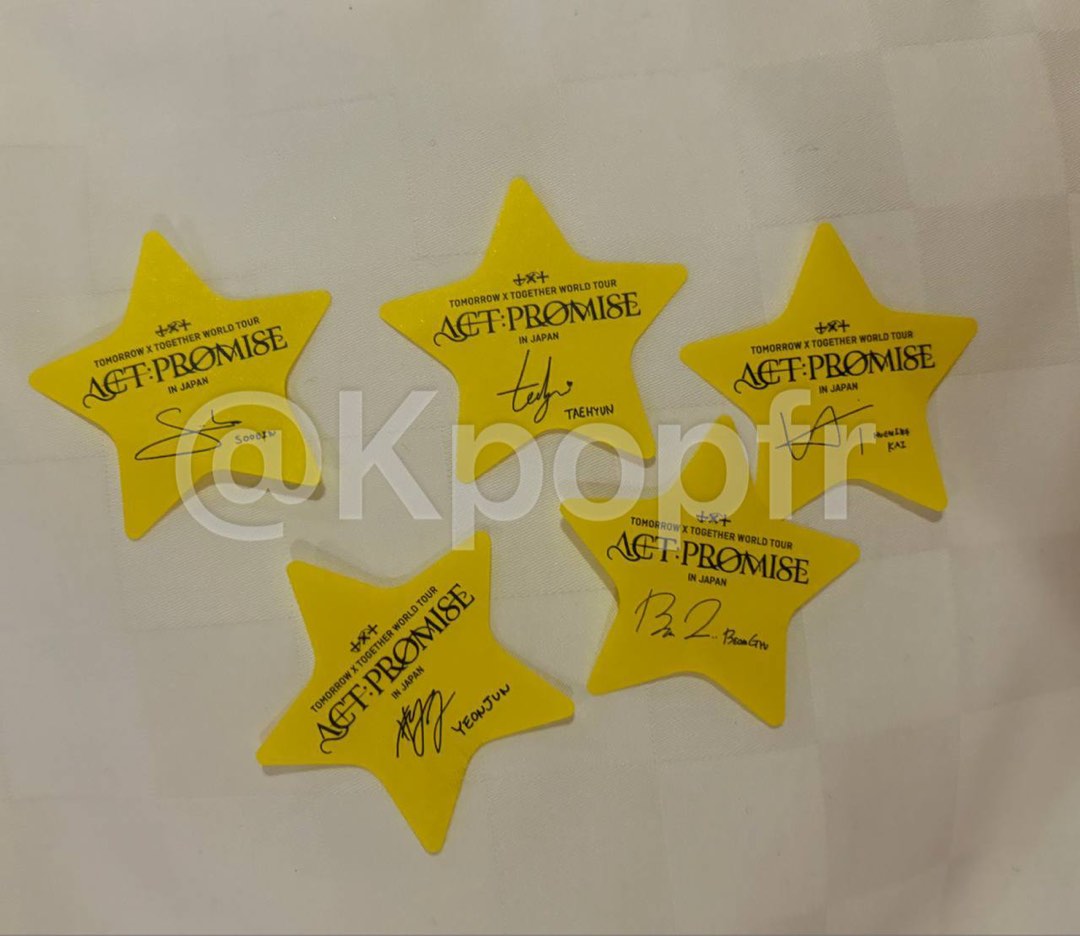 TXT
TOMORROW X TOGETHER WORLD TOUR
ACT:PROMISE
IN JAPAN
SOOBIN
TXT
TOMORROW X TOGETHER WORLD TOUR
ACT:PROMISE
IN JAPAN
TAEHYUN
TXT
TOMORROW X TOGETHER WORLD TOUR
ACT:PROMISE
IN JAPAN
HUENING
KAI
@Kpopfr
TXT
TOMORROW X TOGETHER WORLD TOUR
ACT:PROMISE
IN JAPAN
YEONJUN
TXT
TOMORROW X TOGETHER WORLD TOUR
ACT:PROMISE
IN JAPAN
BEOMGYU